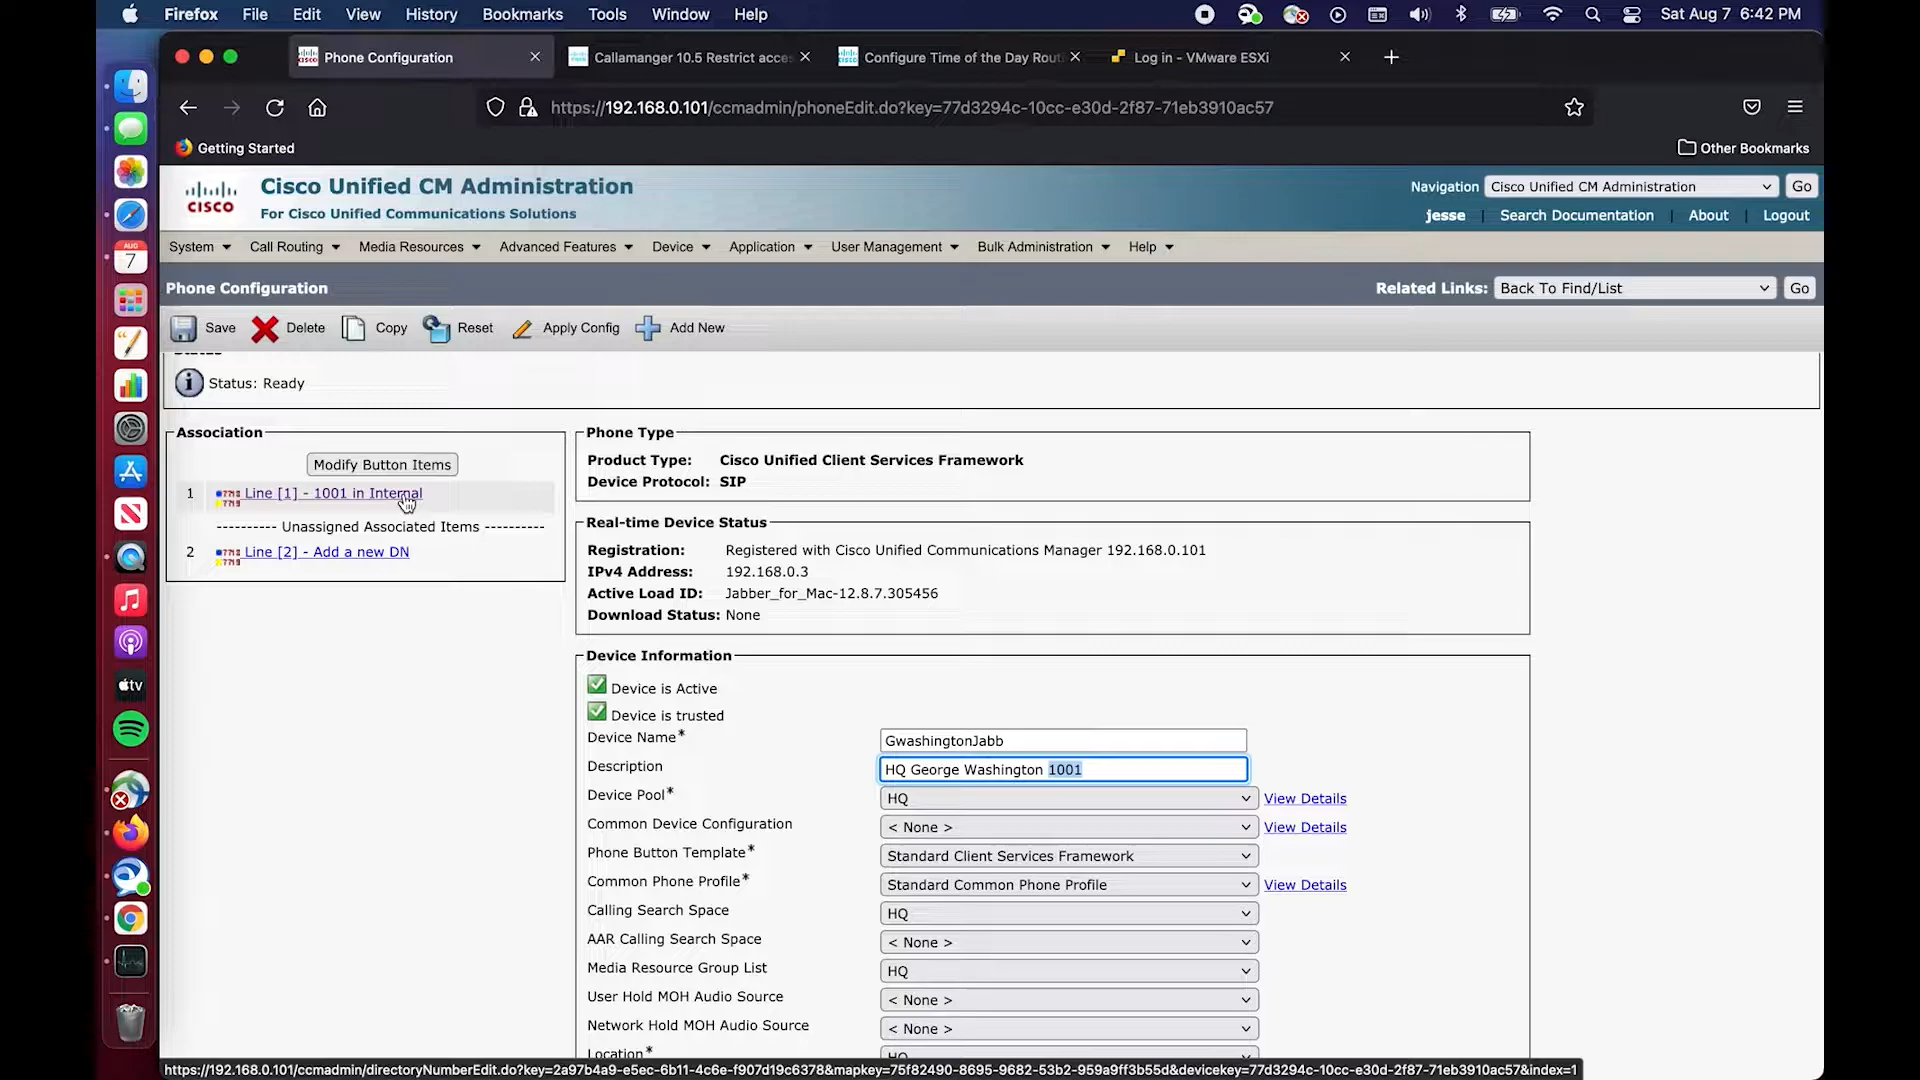 Firefox File Edit View History Bookmarks Tools Window Help Sat Aug 7 6:42 PM
Phone Configuration Callamanger 10.5 Restrict acces Configure Time of the Day Rout Log in - VMware ESXi
https://192.168.0.101/ccmadmin/phoneEdit.do?key=77d3294c-10cc-e30d-2f87-71eb3910ac57
Getting Started Other Bookmarks
CISCO Cisco Unified CM Administration Navigation Cisco Unified CM Administration Go
For Cisco Unified Communications Solutions jesse | Search Documentation | About | Logout
System Call Routing Media Resources Advanced Features Device Application User Management Bulk Administration Help
Phone Configuration Related Links: Back To Find/List Go
Save Delete Copy Reset Apply Config Add New
Status
Status: Ready
Association
Modify Button Items
1 Line [1] - 1001 in Internal
---------- Unassigned Associated Items ----------
2 Line [2] - Add a new DN
Phone Type
Product Type: Cisco Unified Client Services Framework
Device Protocol: SIP
Real-time Device Status
Registration: Registered with Cisco Unified Communications Manager 192.168.0.101
IPv4 Address: 192.168.0.3
Active Load ID: Jabber_for_Mac-12.8.7.305456
Download Status: None
Device Information
Device is Active
Device is trusted
Device Name* GwashingtonJabb
Description HQ George Washington 1001
Device Pool* HQ View Details
Common Device Configuration < None > View Details
Phone Button Template* Standard Client Services Framework
Common Phone Profile* Standard Common Phone Profile View Details
Calling Search Space HQ
AAR Calling Search Space < None >
Media Resource Group List HQ
User Hold MOH Audio Source < None >
Network Hold MOH Audio Source < None >
Location* HQ
https://192.168.0.101/ccmadmin/directoryNumberEdit.do?key=2a97b4a9-e5ec-6b11-4c6e-f907d19c6378&mapkey=75f82490-8695-9682-53b2-959a9ff3b55d&devicekey=77d3294c-10cc-e30d-2f87-71eb3910ac57&index=1
AUG
7
tv